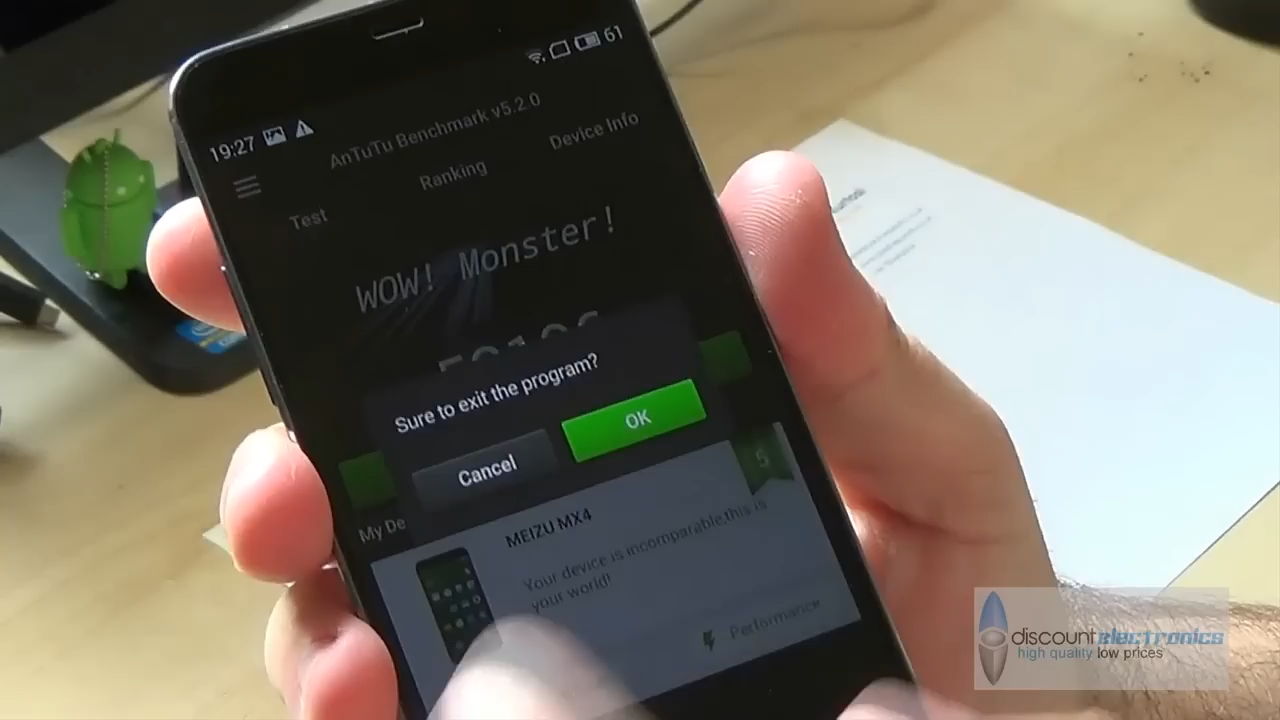 61
19:27
AnTuTu Benchmark v5.2.0
Test
Ranking
Device Info
WOW! Monster!
Sure to exit the program?
Cancel
OK
My De
5
MEIZU MX4
Your device is incomparable,this is
your world!
Performance
discountelectronics
high quality low prices